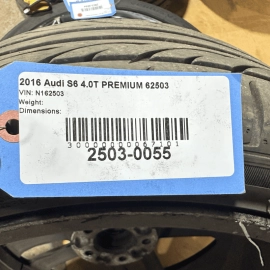 2016 Audi S6 4.0T PREMIUM 62503
VIN: N162503
Weight:
Dimensions:
2503-0055